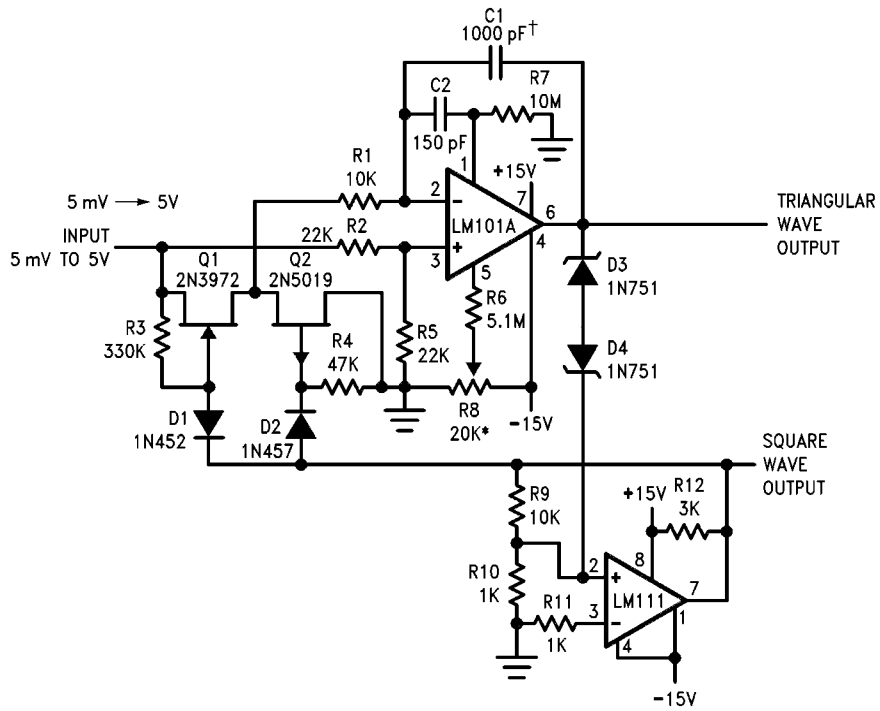 C1
1000 pF†
C2
150 pF
R7
10M
R1
10K
1
+15V
7
2
−
LM101A
6
5 mV → 5V
INPUT
5 mV TO 5V
22K
R2
+
3
4
5
TRIANGULAR
WAVE
OUTPUT
Q1
2N3972
Q2
2N5019
D3
1N751
R6
5.1M
R3
330K
R4
47K
R5
22K
D4
1N751
R8
20K*
−15V
D1
1N452
D2
1N457
SQUARE
WAVE
OUTPUT
R9
10K
+15V
R12
3K
R10
1K
2
+
8
LM111
7
R11
1K
3
−
4
1
−15V